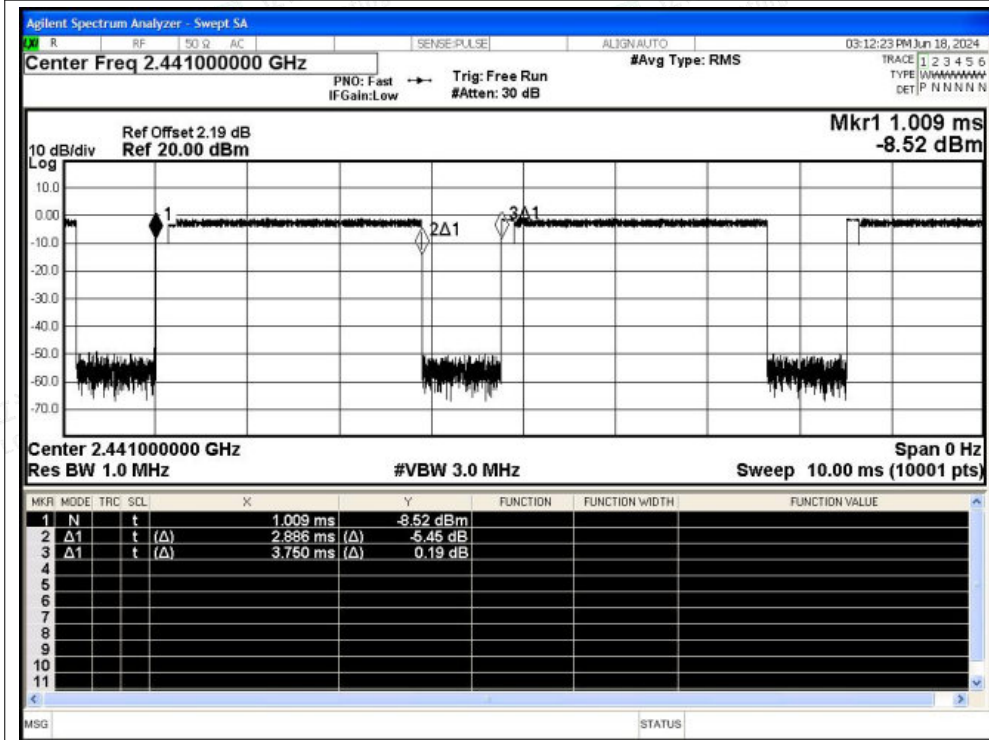 Agilent Spectrum Analyzer - Swept SA
LXI R RF 50 Ω AC SENSE:PULSE ALIGNAUTO 03:12:23 PM Jun 18, 2024
Center Freq 2.441000000 GHz
PNO: Fast
IFGain:Low
Trig: Free Run
#Atten: 30 dB
#Avg Type: RMS
TRACE 1 2 3 4 5 6
TYPE WWWWWW
DET P N N N N N
Mkr1 1.009 ms
-8.52 dBm
Ref Offset 2.19 dB
10 dB/div Ref 20.00 dBm
Log
10.0
0.00
-10.0
-20.0
-30.0
-40.0
-50.0
-60.0
-70.0
1
2Δ1
3Δ1
Center 2.441000000 GHz Span 0 Hz
Res BW 1.0 MHz #VBW 3.0 MHz Sweep 10.00 ms (10001 pts)
MKR MODE TRC SCL X Y FUNCTION FUNCTION WIDTH FUNCTION VALUE
1 N t 1.009 ms -8.52 dBm
2 Δ1 t (Δ) 2.886 ms (Δ) -5.45 dB
3 Δ1 t (Δ) 3.750 ms (Δ) 0.19 dB
4
5
6
7
8
9
10
11
MSG STATUS